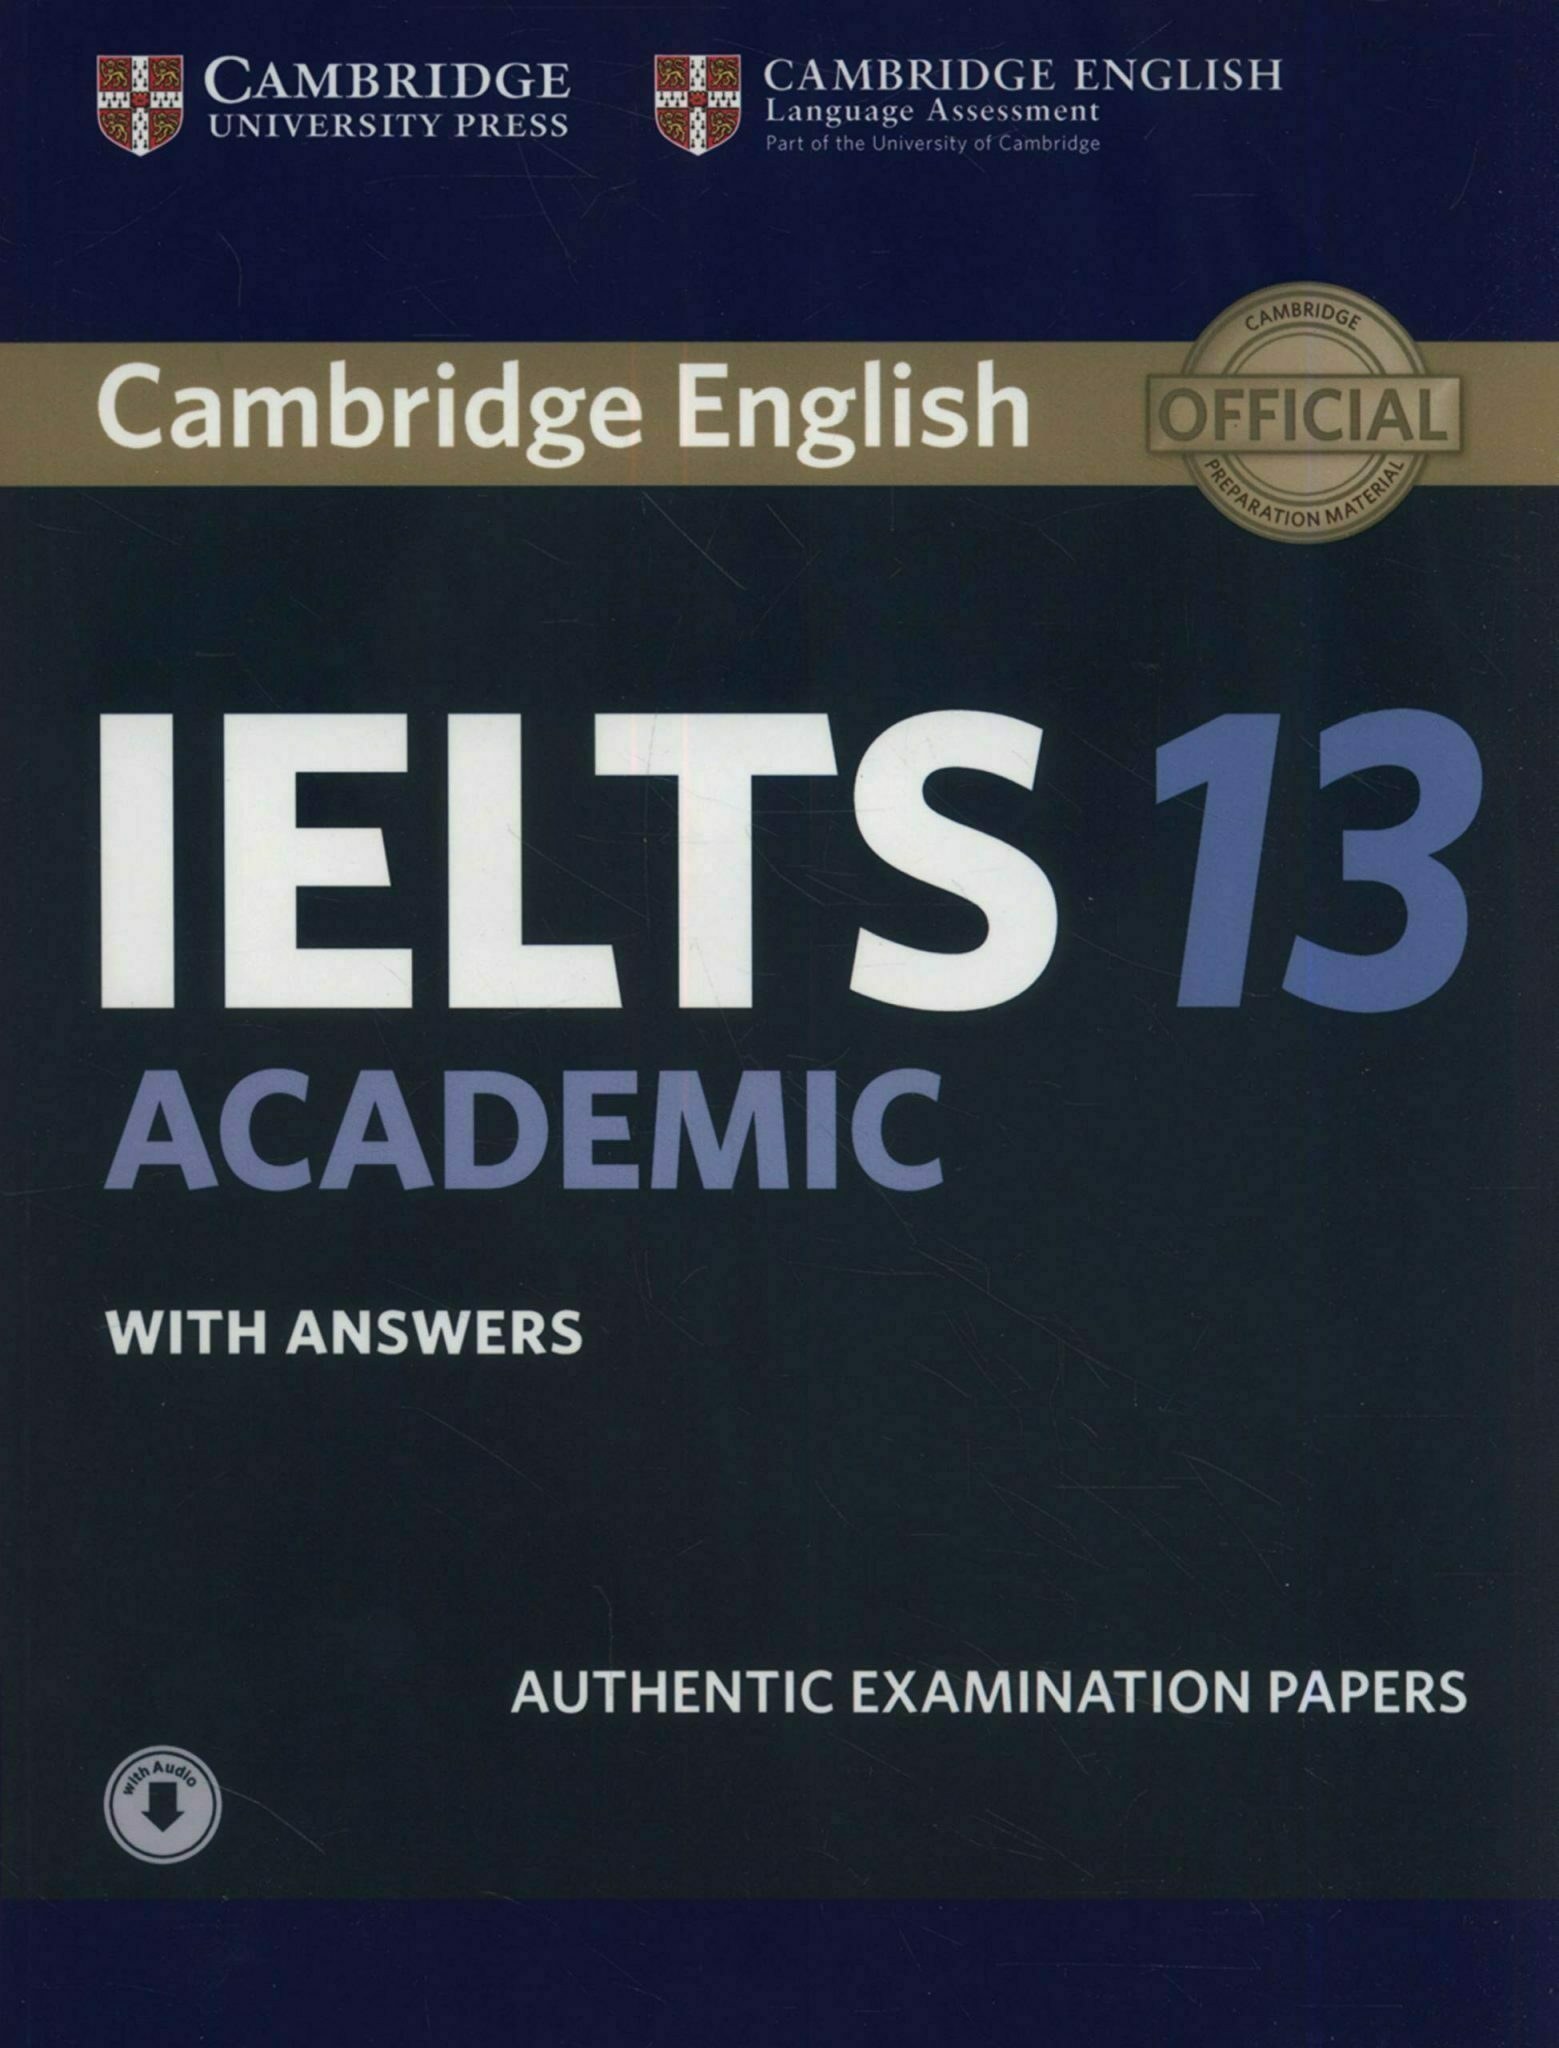 CAMBRIDGE
UNIVERSITY PRESS
CAMBRIDGE ENGLISH
Language Assessment
Part of the University of Cambridge
Cambridge English
CAMBRIDGE
OFFICIAL
PREPARATION MATERIAL
IELTS 13
ACADEMIC
WITH ANSWERS
AUTHENTIC EXAMINATION PAPERS
with Audio